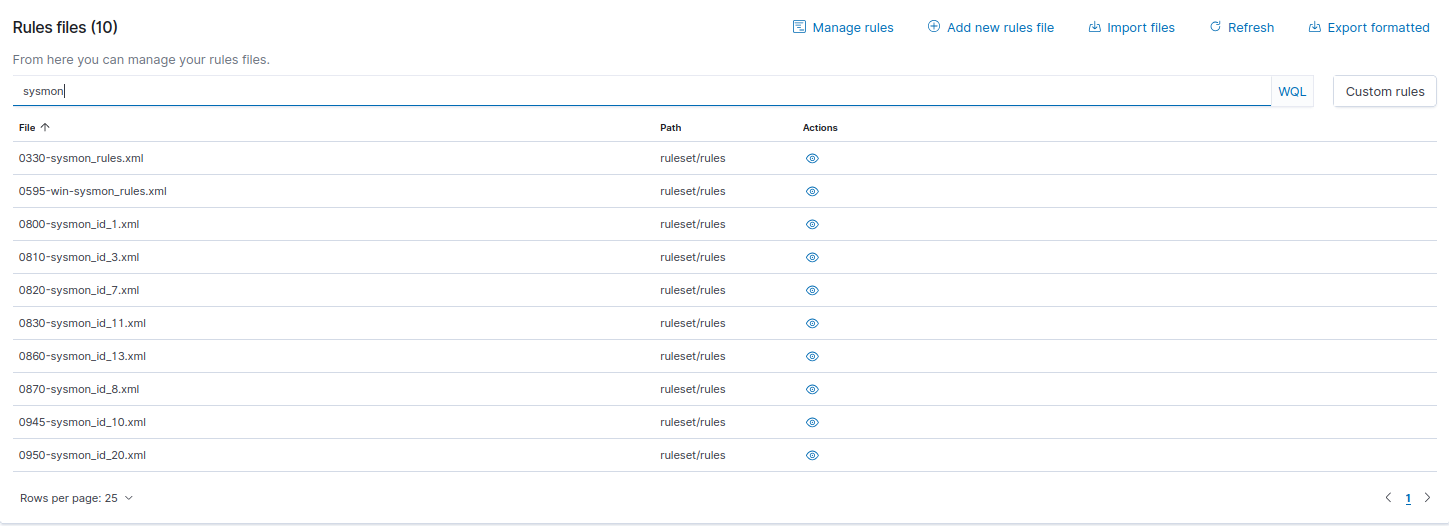 Rules files (10) Manage rules Add new rules file Import files Refresh Export formatted
From here you can manage your rules files.
sysmon WQL Custom rules
File Path Actions
0330-sysmon_rules.xml ruleset/rules
0595-win-sysmon_rules.xml ruleset/rules
0800-sysmon_id_1.xml ruleset/rules
0810-sysmon_id_3.xml ruleset/rules
0820-sysmon_id_7.xml ruleset/rules
0830-sysmon_id_11.xml ruleset/rules
0860-sysmon_id_13.xml ruleset/rules
0870-sysmon_id_8.xml ruleset/rules
0945-sysmon_id_10.xml ruleset/rules
0950-sysmon_id_20.xml ruleset/rules
Rows per page: 25 1